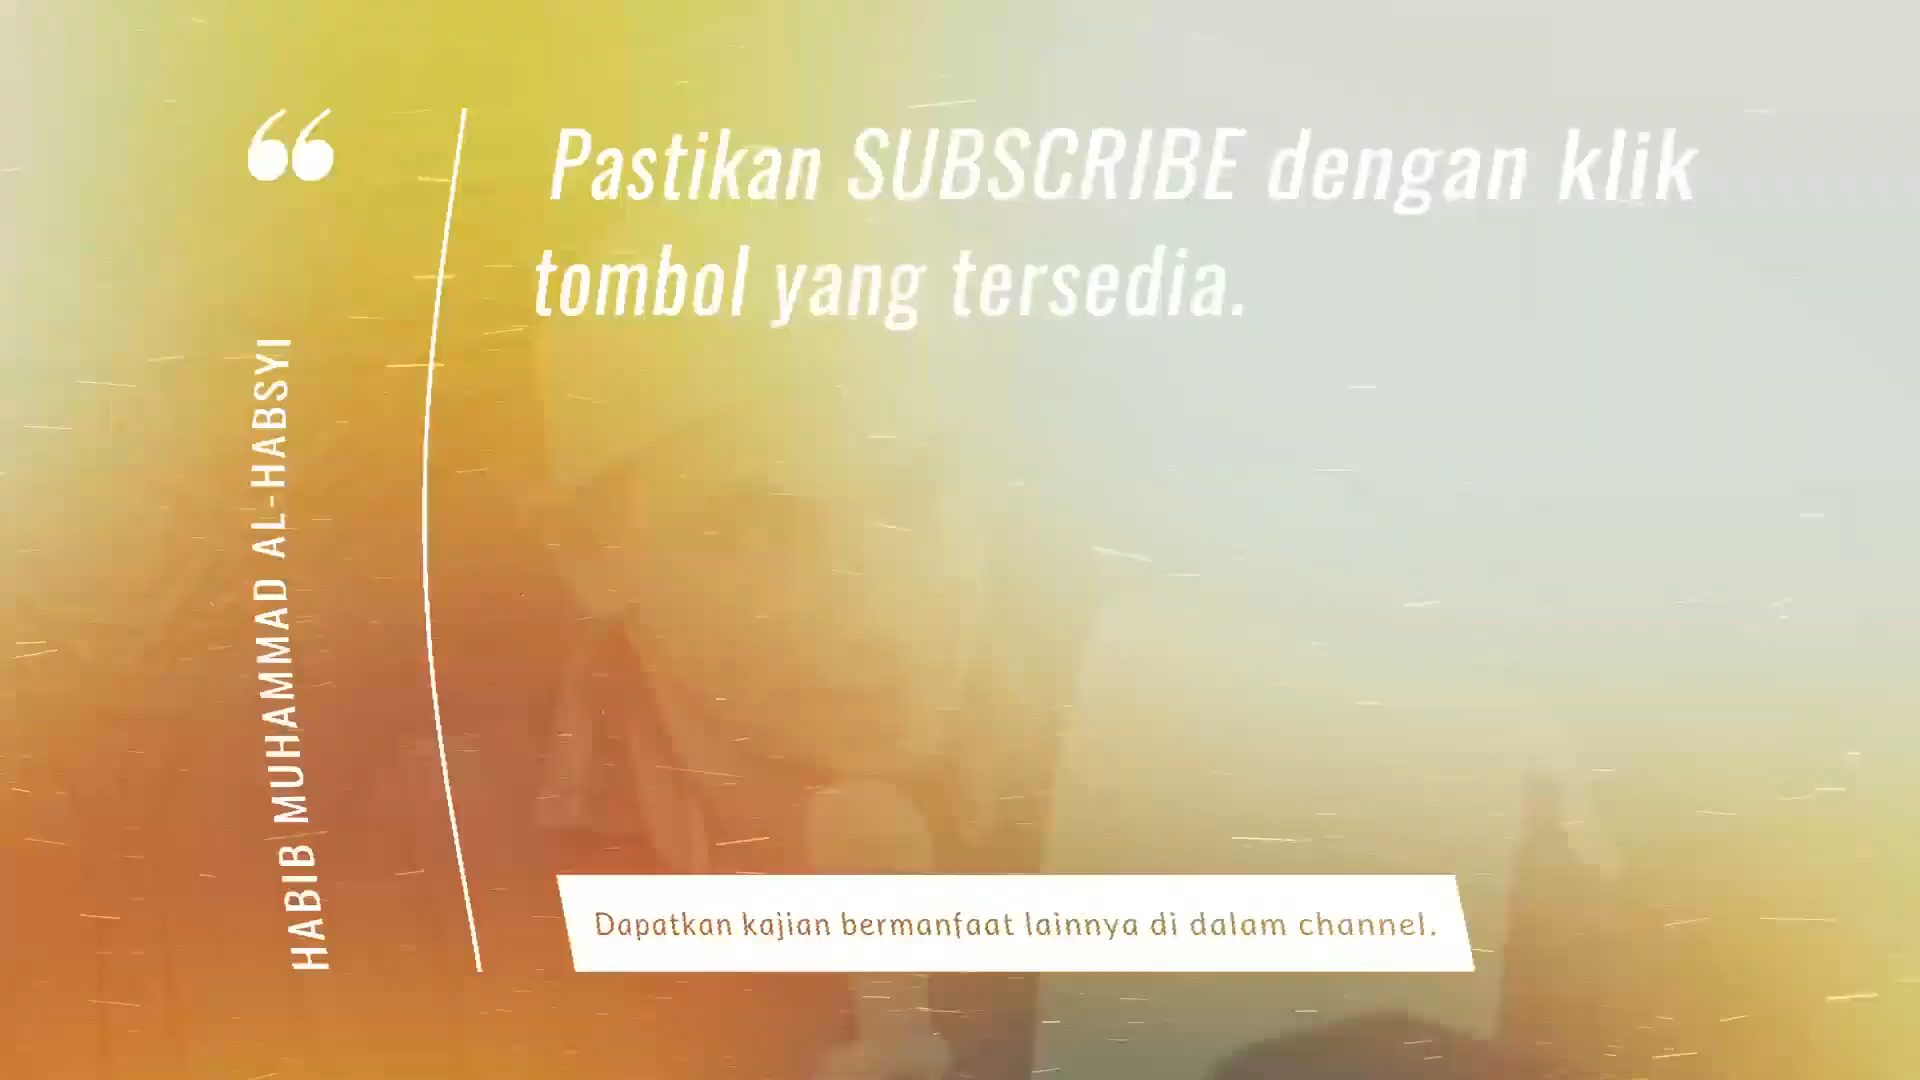 ❝
Pastikan SUBSCRIBE dengan klik
tombol yang tersedia.
HABIB MUHAMMAD AL-HABSYI
Dapatkan kajian bermanfaat lainnya di dalam channel.